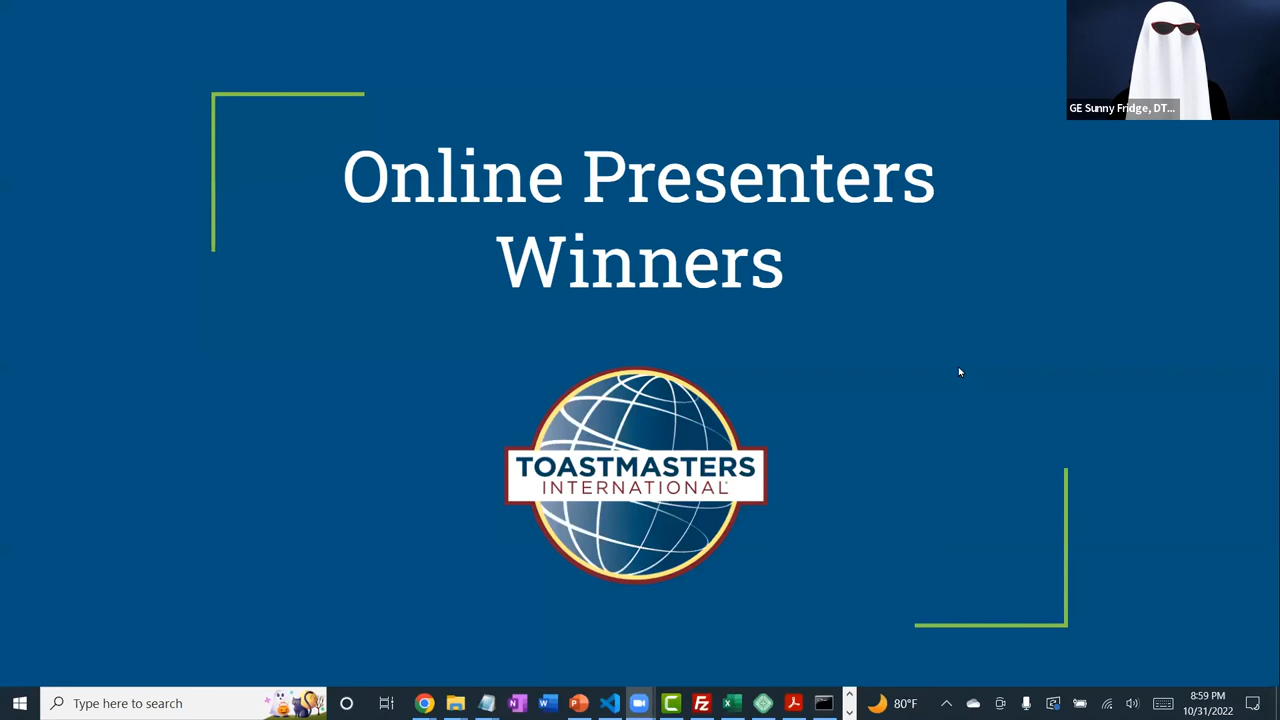 GE Sunny Fridge, DT...
Online Presenters
Winners
TOASTMASTERS
INTERNATIONAL
Type here to search
80°F
8:59 PM
10/31/2022